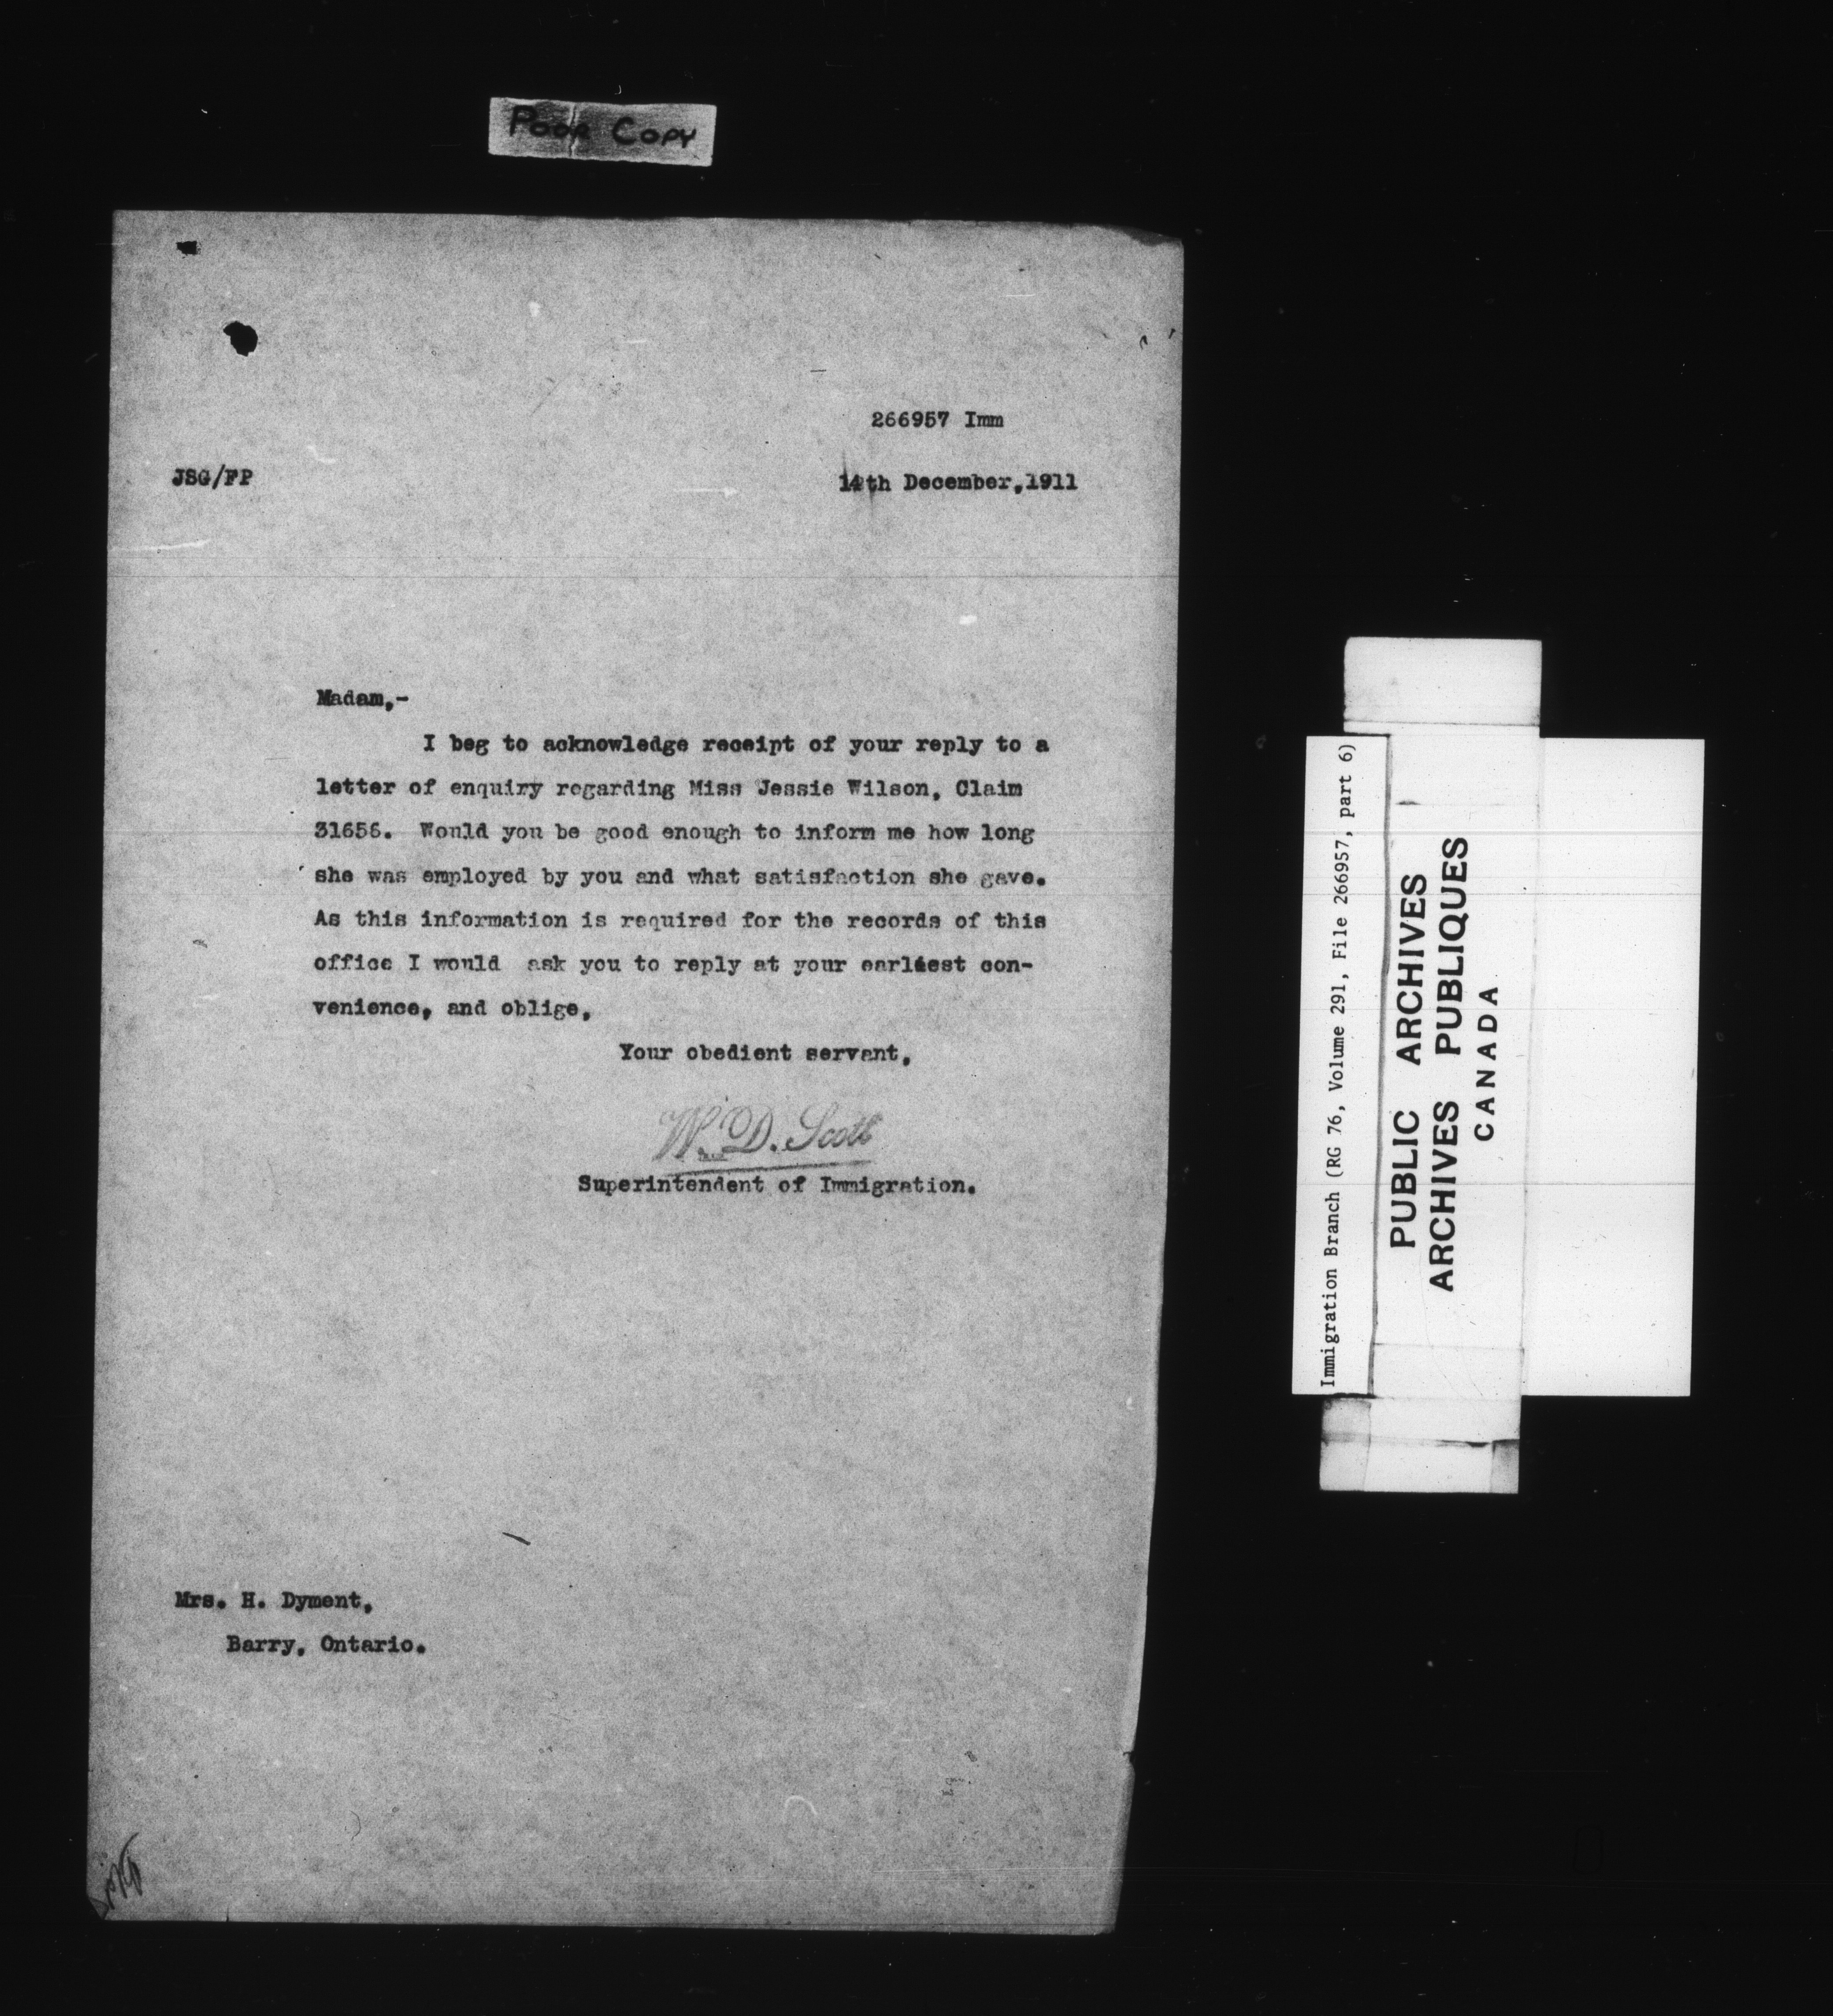 Poor Copy
266957 Imm
JSG/FP
14th December,1911
Madam,-
I beg to acknowledge receipt of your reply to a
letter of enquiry regarding Miss Jessie Wilson, Claim
31656. Would you be good enough to inform me how long
she was employed by you and what satisfaction she gave.
As this information is required for the records of this
office I would ask you to reply at your earliest con-
venience, and oblige,
Your obedient servant,
W. D. Scott
Superintendent of Immigration.
Mrs. H. Dyment,
Barry, Ontario.
Immigration Branch (RG 76, Volume 291, File 266957, part 6)
PUBLIC ARCHIVES
ARCHIVES PUBLIQUES
CANADA